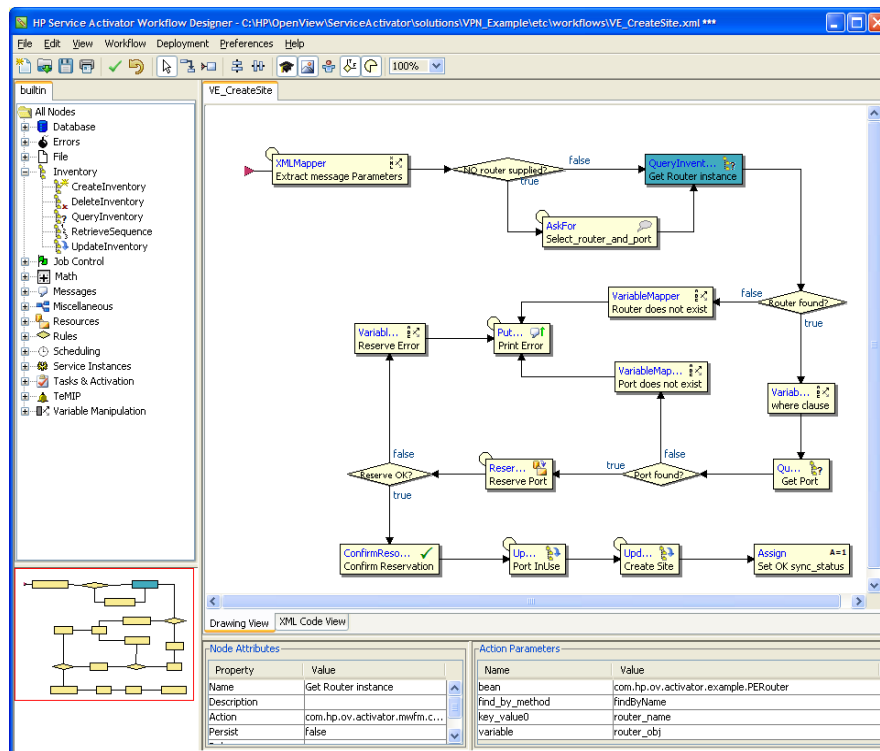 HP Service Activator Workflow Designer - C:\HP\OpenView\ServiceActivator\solutions\VPN_Example\etc\workflows\VE_CreateSite.xml ***
File Edit View Workflow Deployment Preferences Help
100%
builtin
VE_CreateSite
All Nodes
Database
Errors
File
Inventory
CreateInventory
DeleteInventory
QueryInventory
RetrieveSequence
UpdateInventory
Job Control
Math
Messages
Miscellaneous
Resources
Rules
Scheduling
Service Instances
Tasks & Activation
TeMIP
Variable Manipulation
XMLMapper
Extract message Parameters
NO router supplied?
false
true
QueryInvent...
Get Router instance
AskFor
Select_router_and_port
VariableMapper
Router does not exist
false
Router found?
true
Variabl...
Reserve Error
Put...
Print Error
VariableMap...
Port does not exist
Variab...
where clause
false
Reserve OK?
true
Reser...
Reserve Port
true
false
Port found?
Qu...
Get Port
ConfirmReso...
Confirm Reservation
Up...
Port InUse
Upd...
Create Site
Assign
A=1
Set OK sync_status
Drawing View XML Code View
Node Attributes
Property Value
Name Get Router instance
Description
Action com.hp.ov.activator.mwfm.c...
Persist false
Action Parameters
Name Value
bean com.hp.ov.activator.example.PERouter
find_by_method findByName
key_value0 router_name
variable router_obj